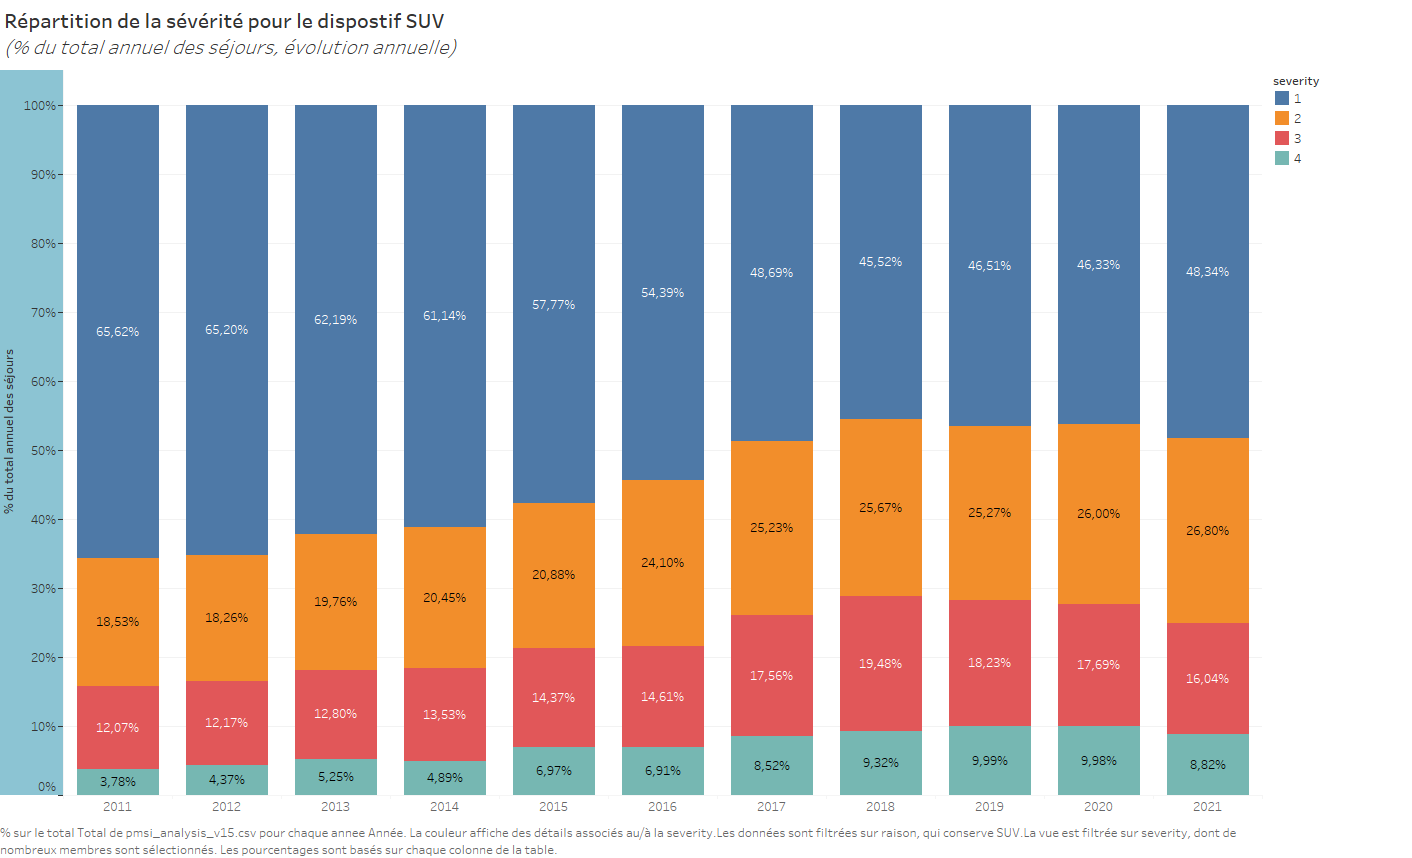 Répartition de la sévérité pour le dispostif SUV
(% du total annuel des séjours, évolution annuelle)
severity
1
2
3
4
% du total annuel des séjours
100%
90%
80%
70%
60%
50%
40%
30%
20%
10%
0%
65,62% 65,20% 62,19% 61,14% 57,77% 54,39% 48,69% 45,52% 46,51% 46,33% 48,34%
18,53% 18,26% 19,76% 20,45% 20,88% 24,10% 25,23% 25,67% 25,27% 26,00% 26,80%
12,07% 12,17% 12,80% 13,53% 14,37% 14,61% 17,56% 19,48% 18,23% 17,69% 16,04%
3,78% 4,37% 5,25% 4,89% 6,97% 6,91% 8,52% 9,32% 9,99% 9,98% 8,82%
2011 2012 2013 2014 2015 2016 2017 2018 2019 2020 2021
% sur le total Total de pmsi_analysis_v15.csv pour chaque annee Année. La couleur affiche des détails associés au/à la severity.Les données sont filtrées sur raison, qui conserve SUV.La vue est filtrée sur severity, dont de
nombreux membres sont sélectionnés. Les pourcentages sont basés sur chaque colonne de la table.